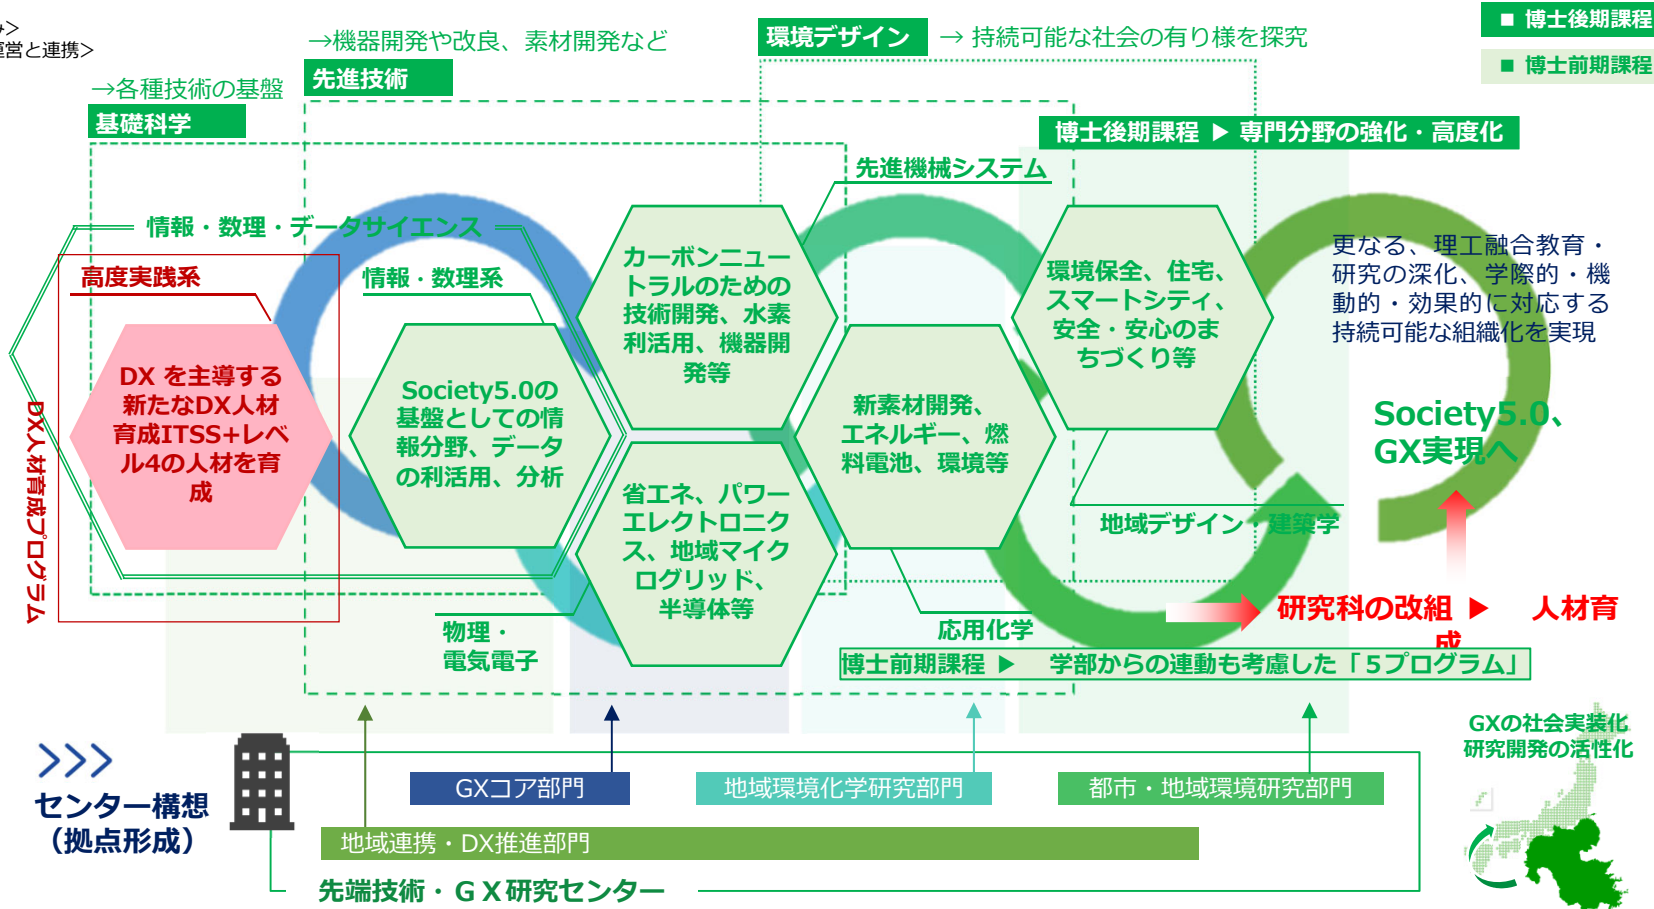 み>
運営と連携>
→機器開発や改良、素材開発など
先進技術
→各種技術の基盤
基礎科学
環境デザイン
→ 持続可能な社会の有り様を探究
■ 博士後期課程
■ 博士前期課程
博士後期課程 ▶ 専門分野の強化・高度化
先進機械システム
情報・数理・データサイエンス
高度実践系
情報・数理系
DX を主導する
新たなDX人材
育成ITSS+レベ
ル4の人材を育
成
DX人材育成プログラム
Society5.0の
基盤としての情
報分野、データ
の利活用、分析
カーボンニュー
トラルのための
技術開発、水素
利活用、機器開
発等
省エネ、パワー
エレクトロニク
ス、地域マイク
ログリッド、
半導体等
新素材開発、
エネルギー、燃
料電池、環境等
環境保全、住宅、
スマートシティ、
安全・安心のま
ちづくり等
更なる、理工融合教育・
研究の深化、学際的・機
動的・効果的に対応する
持続可能な組織化を実現
Society5.0、
GX実現へ
地域デザイン・建築学
物理・
電気電子
応用化学
研究科の改組 ▶ 人材育
成
博士前期課程 ▶ 学部からの連動も考慮した「５プログラム」
GXの社会実装化
研究開発の活性化
センター構想
（拠点形成）
GXコア部門
地域環境化学研究部門
都市・地域環境研究部門
地域連携・DX推進部門
先端技術・ＧＸ研究センター